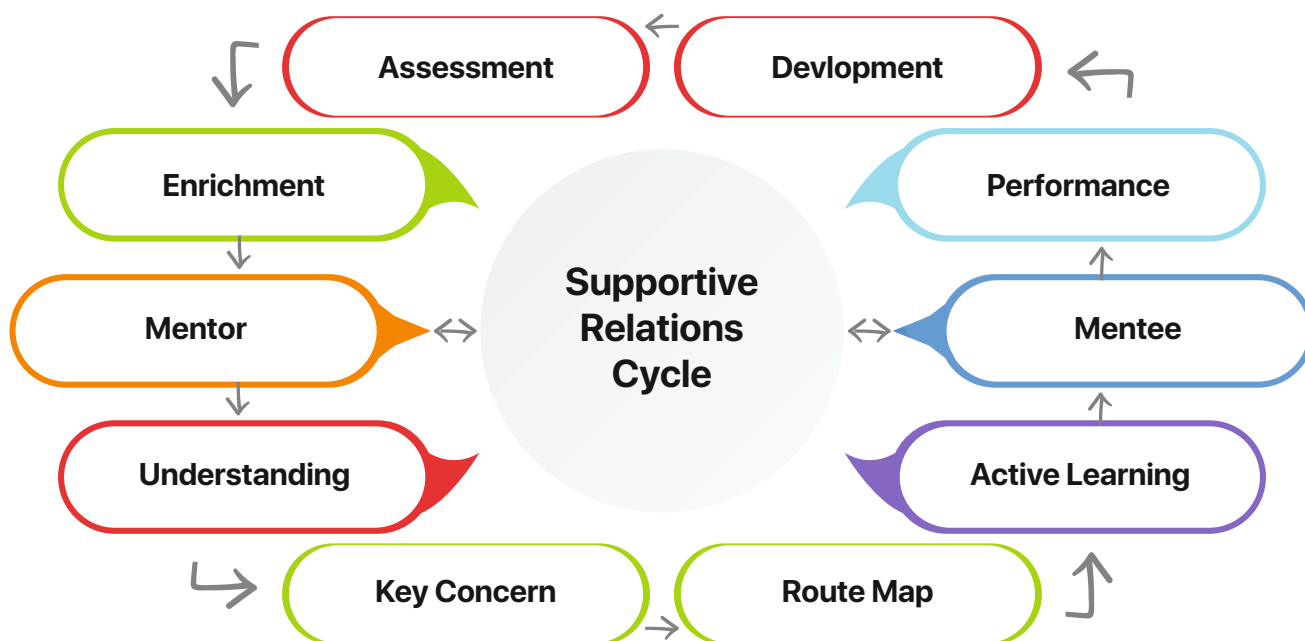 Assessment
Devlopment
Enrichment
Performance
Supportive
Relations
Cycle
Mentor
Mentee
Understanding
Active Learning
Key Concern
Route Map